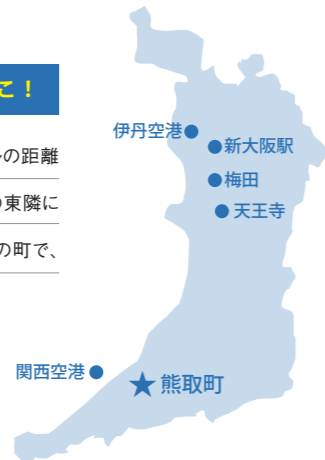 こ！
の距離
の東隣に
の町で、
伊丹空港
新大阪駅
梅田
天王寺
関西空港
熊取町